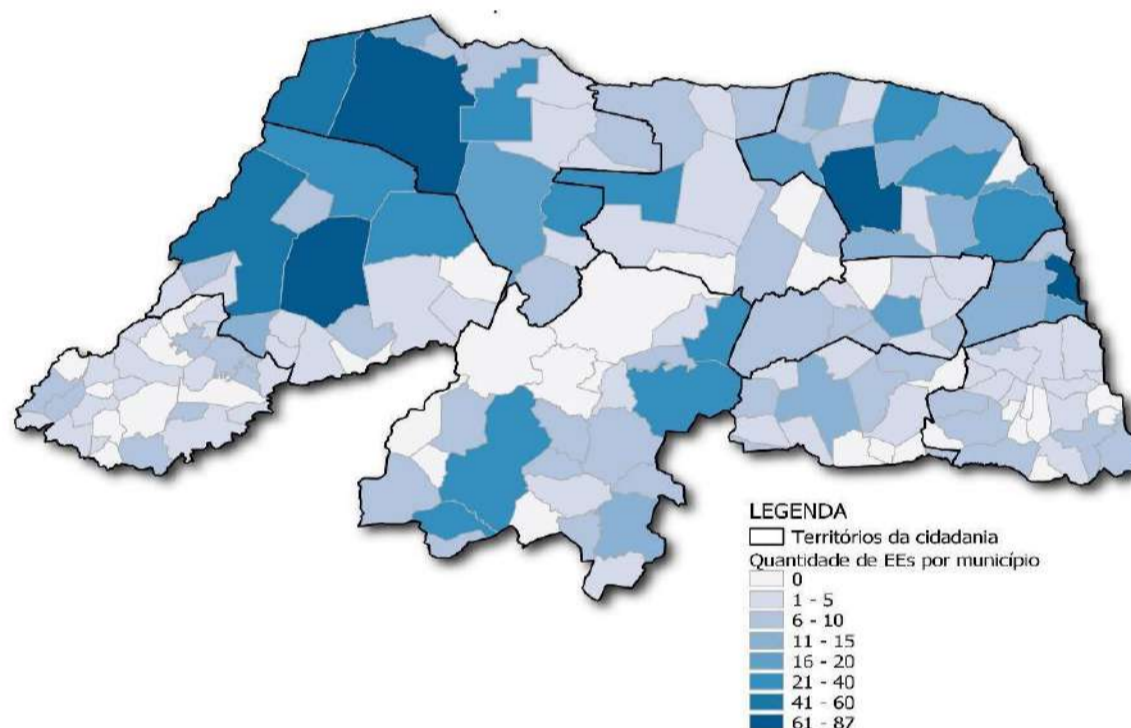 LEGENDA
Territórios da cidadania
Quantidade de EEs por município
0
1 - 5
6 - 10
11 - 15
16 - 20
21 - 40
41 - 60
61 - 87